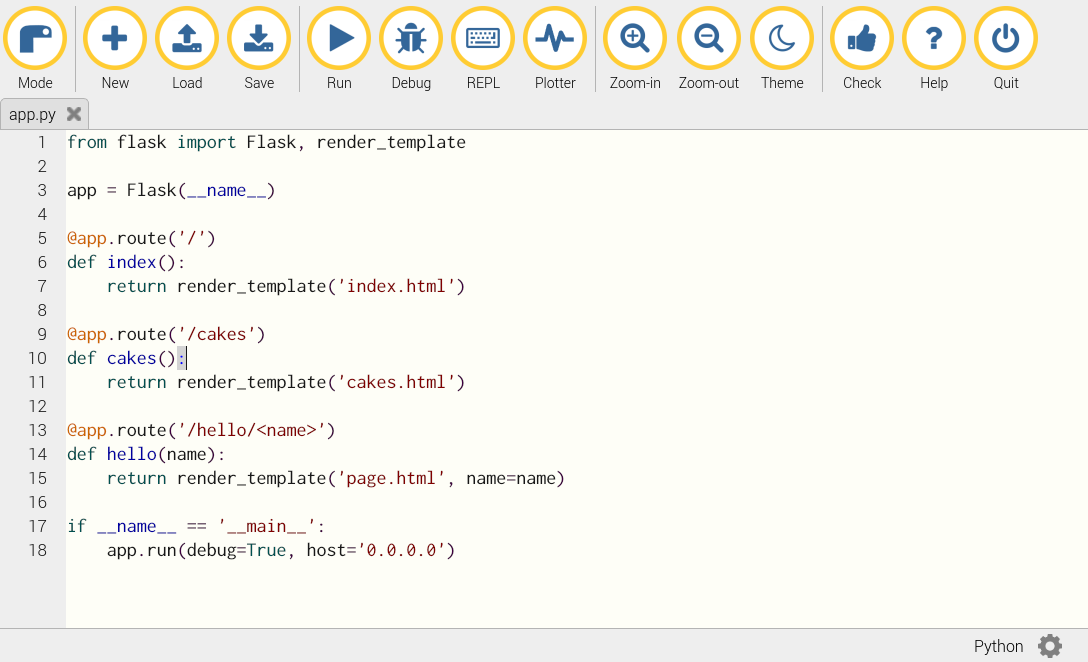 Mode New Load Save Run Debug REPL Plotter Zoom-in Zoom-out Theme Check Help Quit
app.py
1 from flask import Flask, render_template
2
3 app = Flask(__name__)
4
5 @app.route('/')
6 def index():
7     return render_template('index.html')
8
9 @app.route('/cakes')
10 def cakes():
11     return render_template('cakes.html')
12
13 @app.route('/hello/<name>')
14 def hello(name):
15     return render_template('page.html', name=name)
16
17 if __name__ == '__main__':
18     app.run(debug=True, host='0.0.0.0')
Python